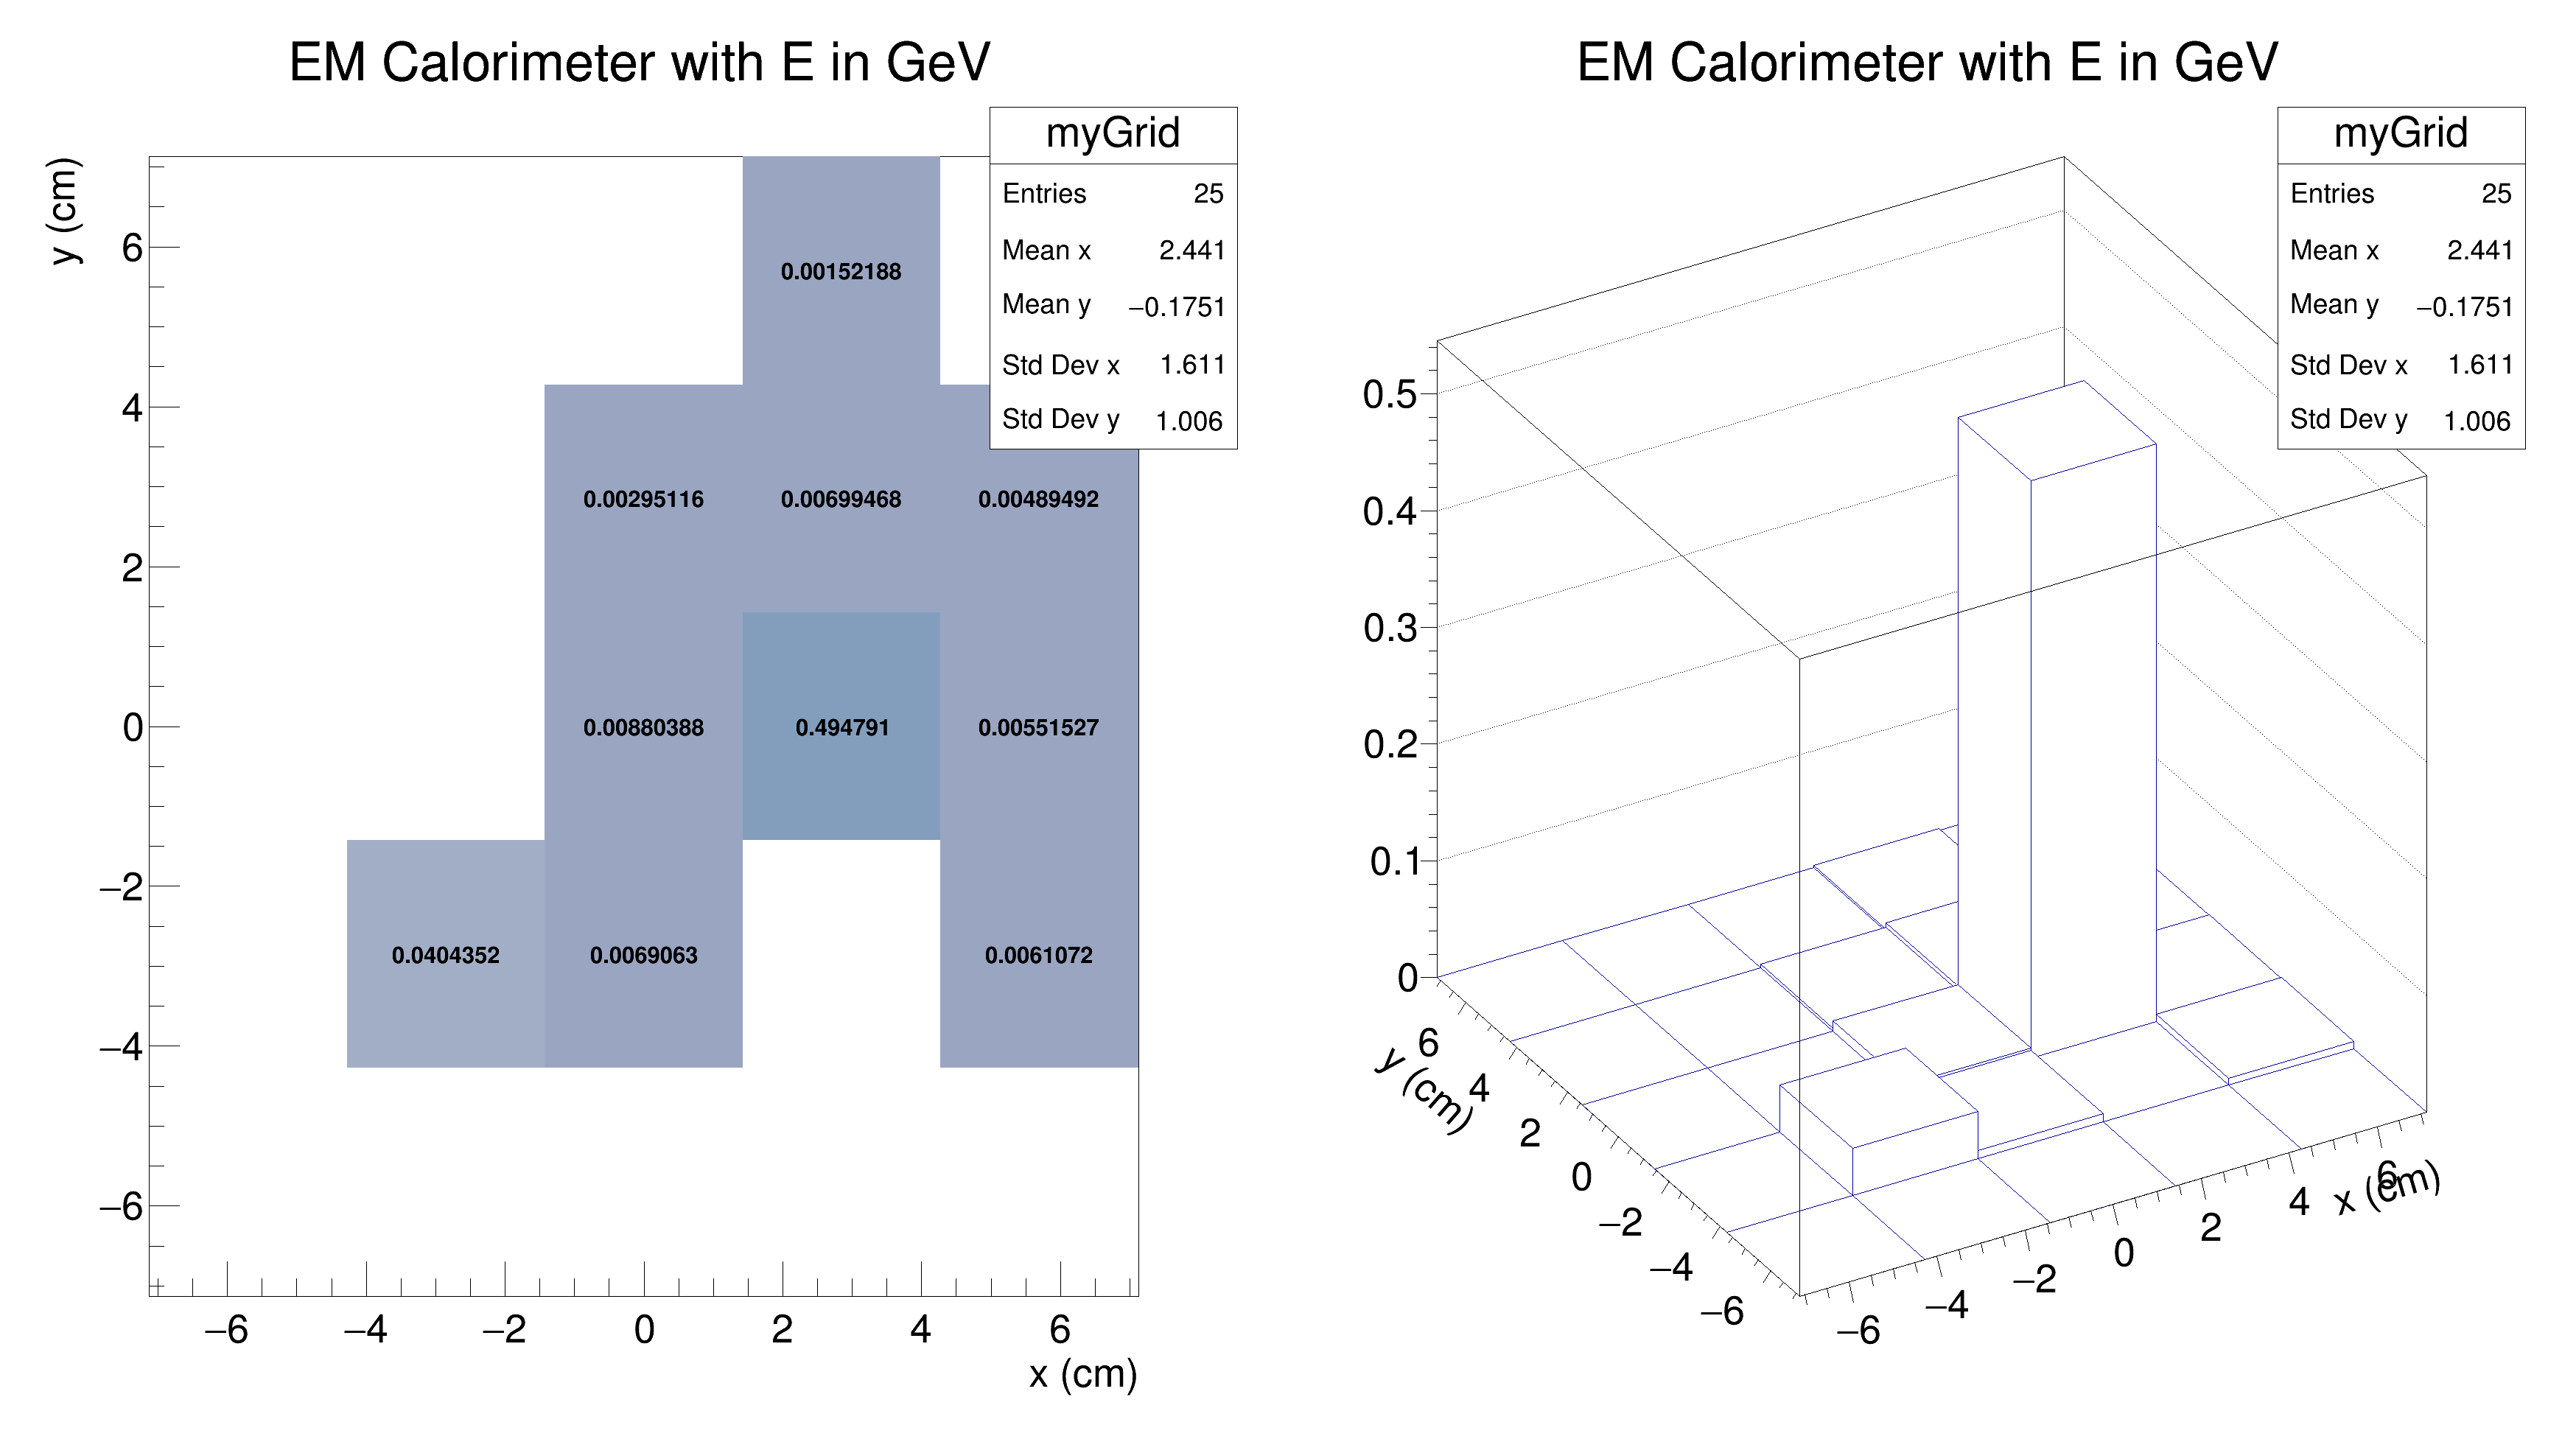 EM Calorimeter with E in GeV
myGrid
Entries 25
Mean x 2.441
Mean y −0.1751
Std Dev x 1.611
Std Dev y 1.006
y (cm)
6
4
2
0
−2
−4
−6
0.00152188
0.00295116 0.00699468 0.00489492
0.00880388 0.494791 0.00551527
0.0404352 0.0069063 0.0061072
−6 −4 −2 0 2 4 6
x (cm)
EM Calorimeter with E in GeV
myGrid
Entries 25
Mean x 2.441
Mean y −0.1751
Std Dev x 1.611
Std Dev y 1.006
0.5
0.4
0.3
0.2
0.1
0
y (cm)
6
4
2
0
−2
−4
−6
−6
−4
−2
0
2
4
6
x (cm)